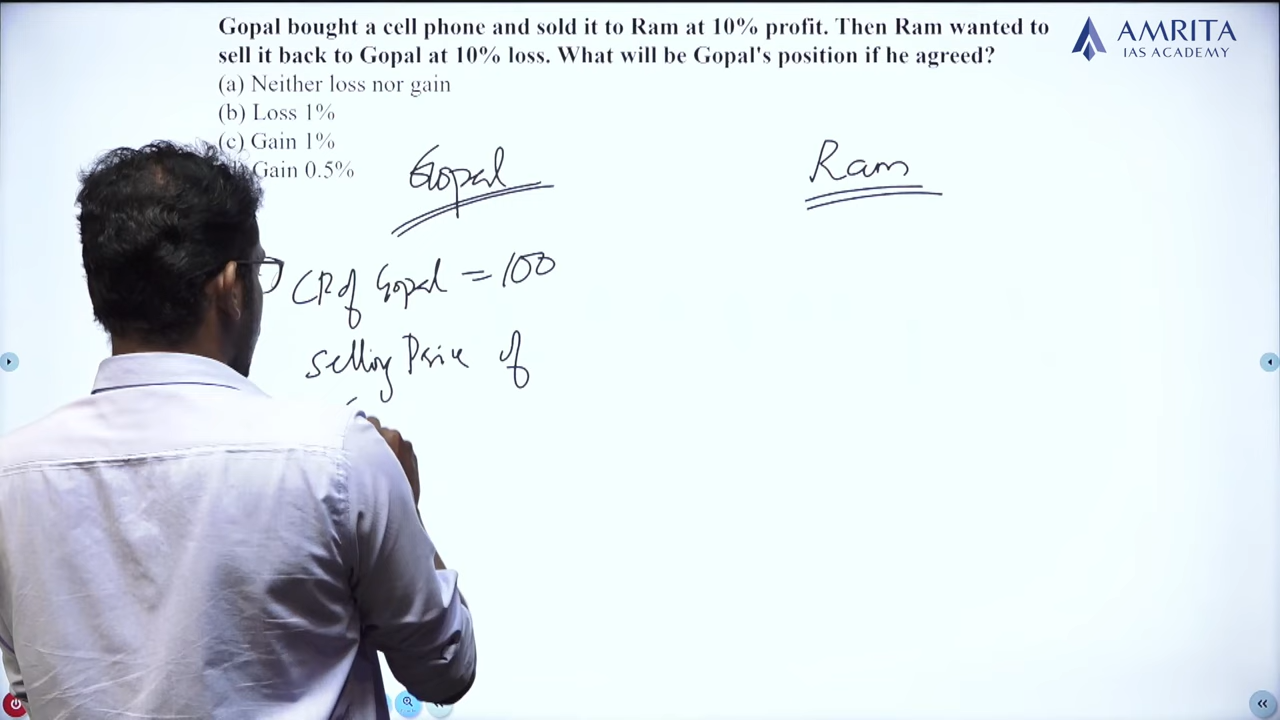 Gopal bought a cell phone and sold it to Ram at 10% profit. Then Ram wanted to
sell it back to Gopal at 10% loss. What will be Gopal's position if he agreed?
AMRITA
IAS ACADEMY
(a) Neither loss nor gain
(b) Loss 1%
(c) Gain 1%
Gain 0.5%
Gopal
Ram
CP of Gopal = 100
selling Price of